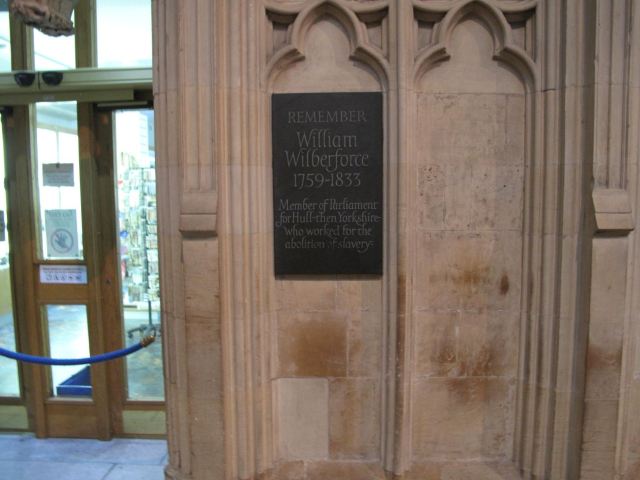 REMEMBER
William
Wilberforce
1759-1833
Member of Parliament
for Hull then Yorkshire
who worked for the
abolition of slavery